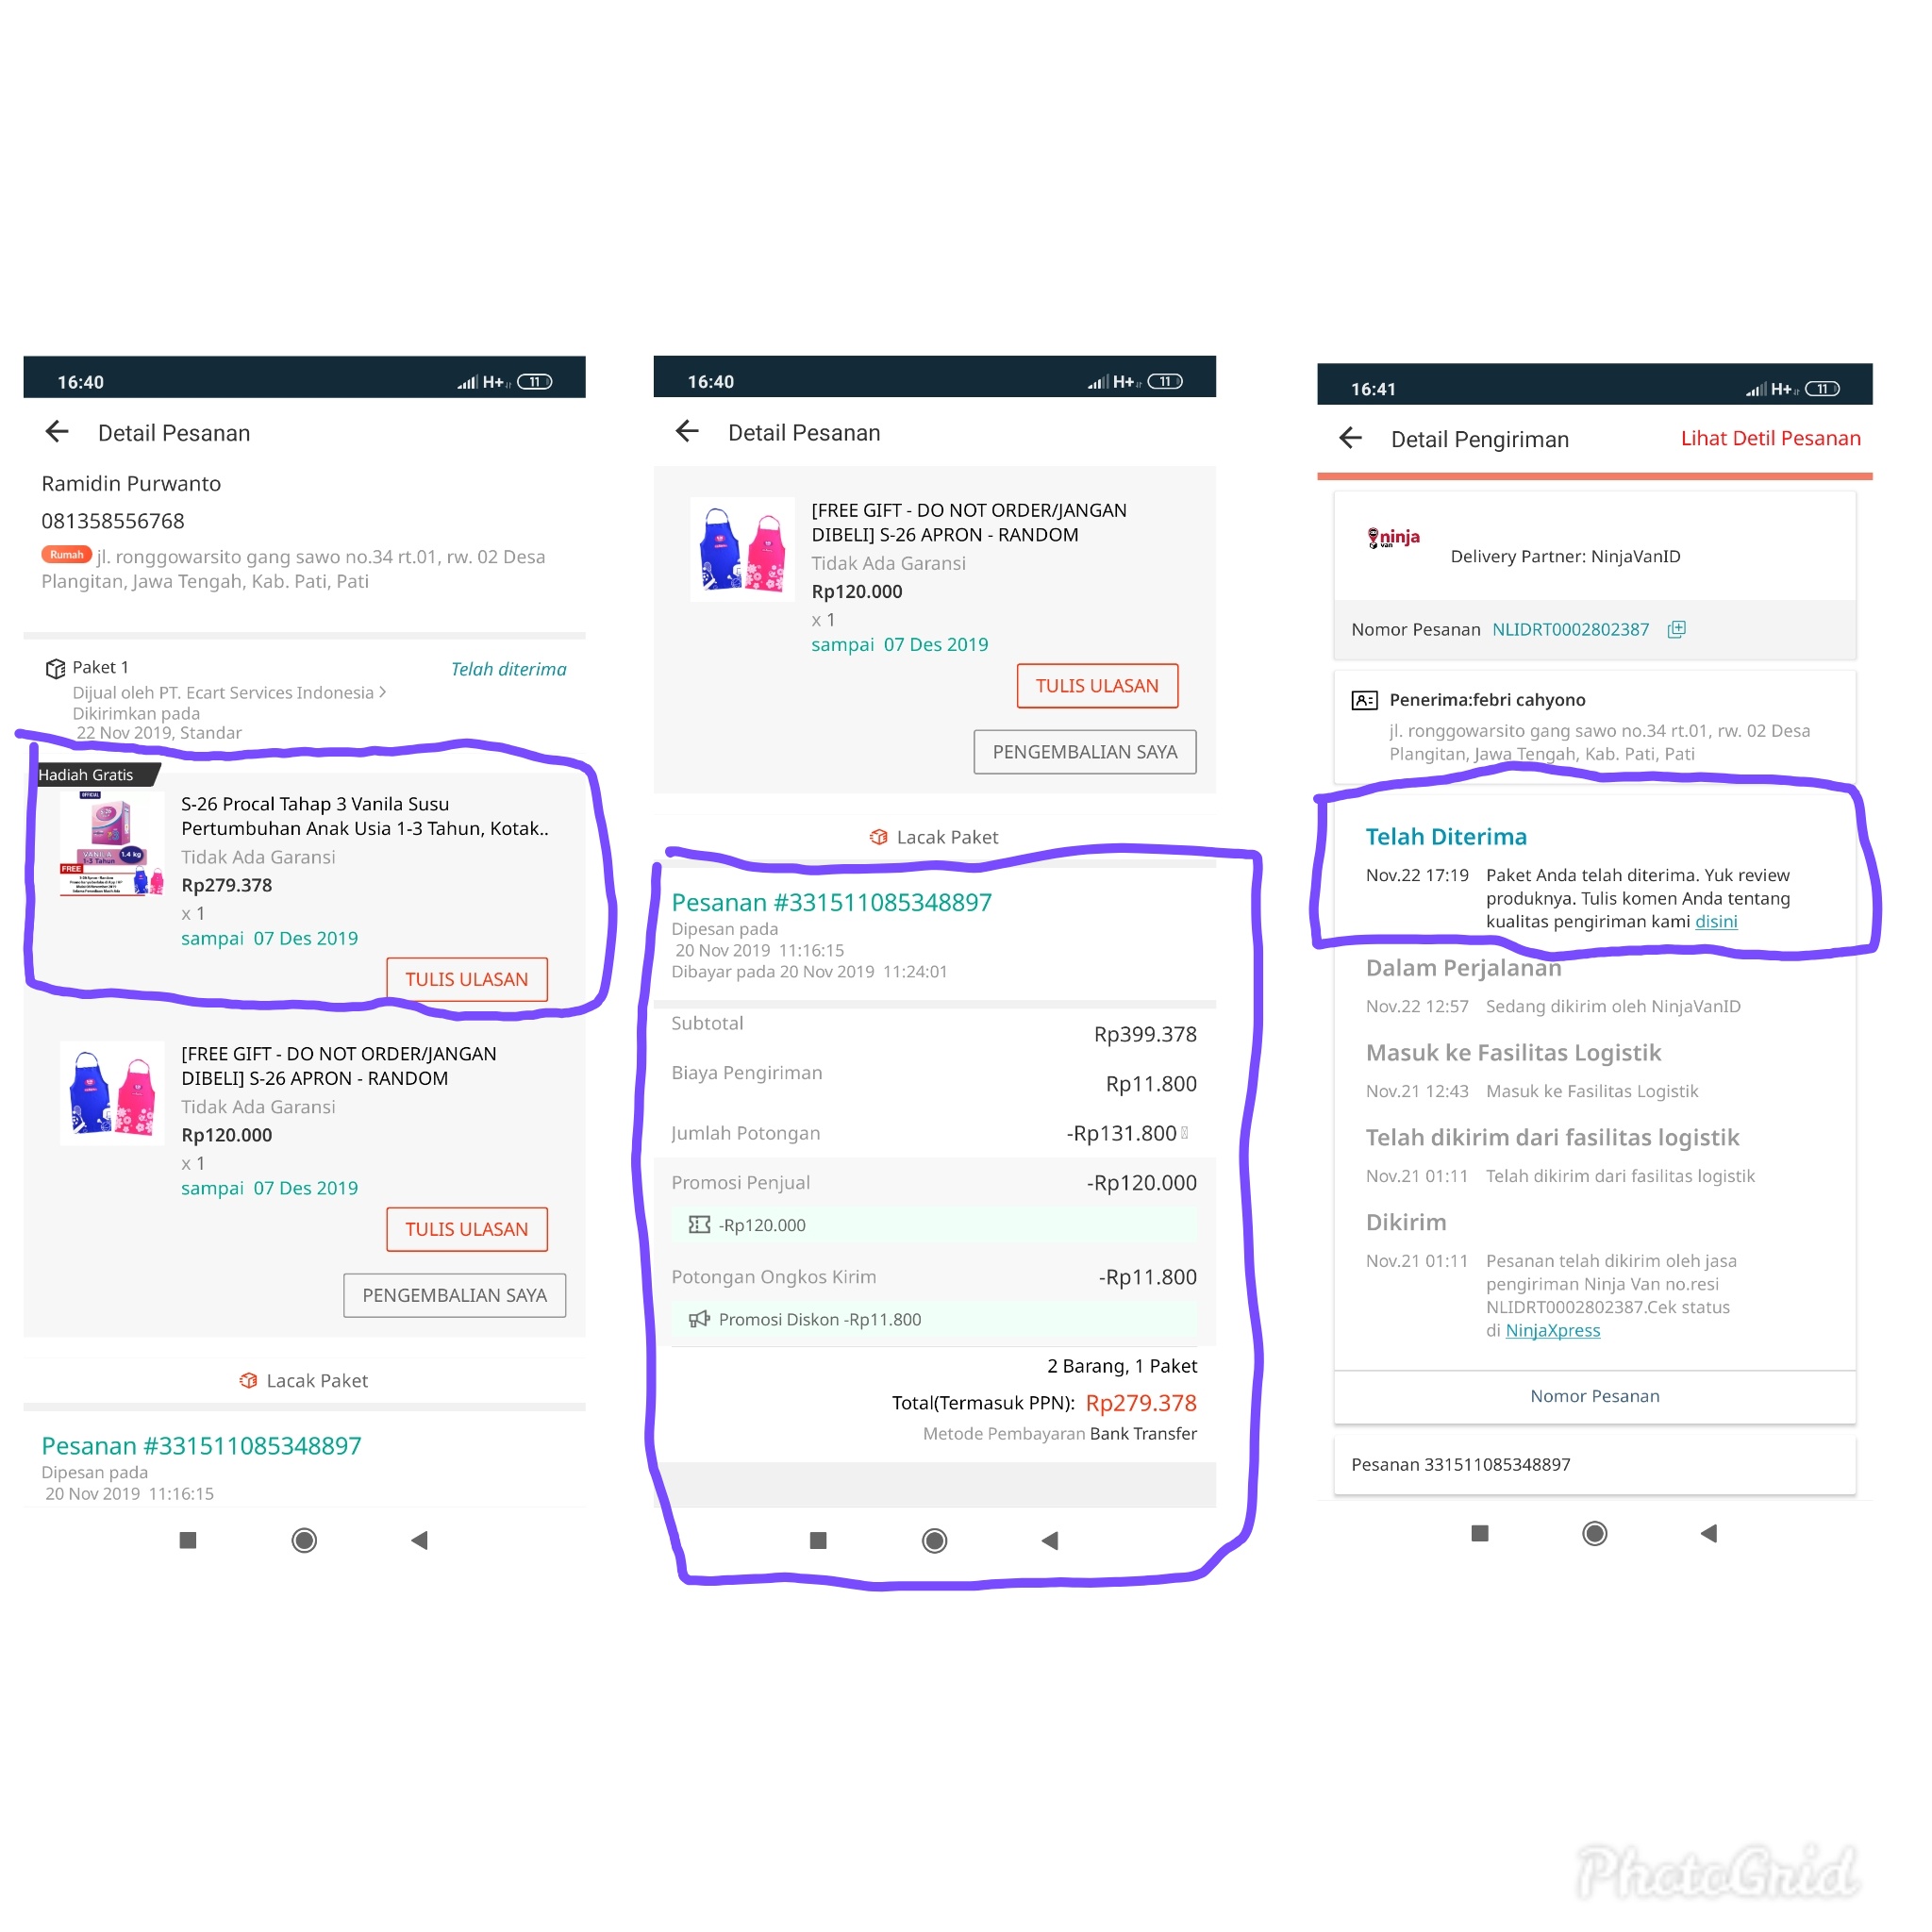 16:40
H+
11
Detail Pesanan
Ramidin Purwanto
081358556768
Rumah jl. ronggowarsito gang sawo no.34 rt.01, rw. 02 Desa
Plangitan, Jawa Tengah, Kab. Pati, Pati
Paket 1
Telah diterima
Dijual oleh PT. Ecart Services Indonesia
Dikirimkan pada
22 Nov 2019, Standar
Hadiah Gratis
OFFICIAL
S-26
VANILA 1.4 kg
1-3 Tahun
FREE
S-26 Procal Tahap 3 Vanila Susu
Pertumbuhan Anak Usia 1-3 Tahun, Kotak..
Tidak Ada Garansi
Rp279.378
x 1
sampai 07 Des 2019
TULIS ULASAN
[FREE GIFT - DO NOT ORDER/JANGAN
DIBELI] S-26 APRON - RANDOM
Tidak Ada Garansi
Rp120.000
x 1
sampai 07 Des 2019
TULIS ULASAN
PENGEMBALIAN SAYA
Lacak Paket
Pesanan #331511085348897
Dipesan pada
20 Nov 2019 11:16:15
16:40
H+
11
Detail Pesanan
[FREE GIFT - DO NOT ORDER/JANGAN
DIBELI] S-26 APRON - RANDOM
Tidak Ada Garansi
Rp120.000
x 1
sampai 07 Des 2019
TULIS ULASAN
PENGEMBALIAN SAYA
Lacak Paket
Pesanan #331511085348897
Dipesan pada
20 Nov 2019 11:16:15
Dibayar pada 20 Nov 2019 11:24:01
Subtotal
Rp399.378
Biaya Pengiriman
Rp11.800
Jumlah Potongan
-Rp131.800
Promosi Penjual
-Rp120.000
-Rp120.000
Potongan Ongkos Kirim
-Rp11.800
Promosi Diskon -Rp11.800
2 Barang, 1 Paket
Total(Termasuk PPN): Rp279.378
Metode Pembayaran Bank Transfer
16:41
H+
11
Detail Pengiriman
Lihat Detil Pesanan
ninja
van
Delivery Partner: NinjaVanID
Nomor Pesanan NLIDRT0002802387
Penerima:febri cahyono
jl. ronggowarsito gang sawo no.34 rt.01, rw. 02 Desa
Plangitan, Jawa Tengah, Kab. Pati, Pati
Telah Diterima
Nov.22 17:19 Paket Anda telah diterima. Yuk review
produknya. Tulis komen Anda tentang
kualitas pengiriman kami disini
Dalam Perjalanan
Nov.22 12:57 Sedang dikirim oleh NinjaVanID
Masuk ke Fasilitas Logistik
Nov.21 12:43 Masuk ke Fasilitas Logistik
Telah dikirim dari fasilitas logistik
Nov.21 01:11 Telah dikirim dari fasilitas logistik
Dikirim
Nov.21 01:11 Pesanan telah dikirim oleh jasa
pengiriman Ninja Van no.resi
NLIDRT0002802387.Cek status
di NinjaXpress
Nomor Pesanan
Pesanan 331511085348897
PhotoGrid